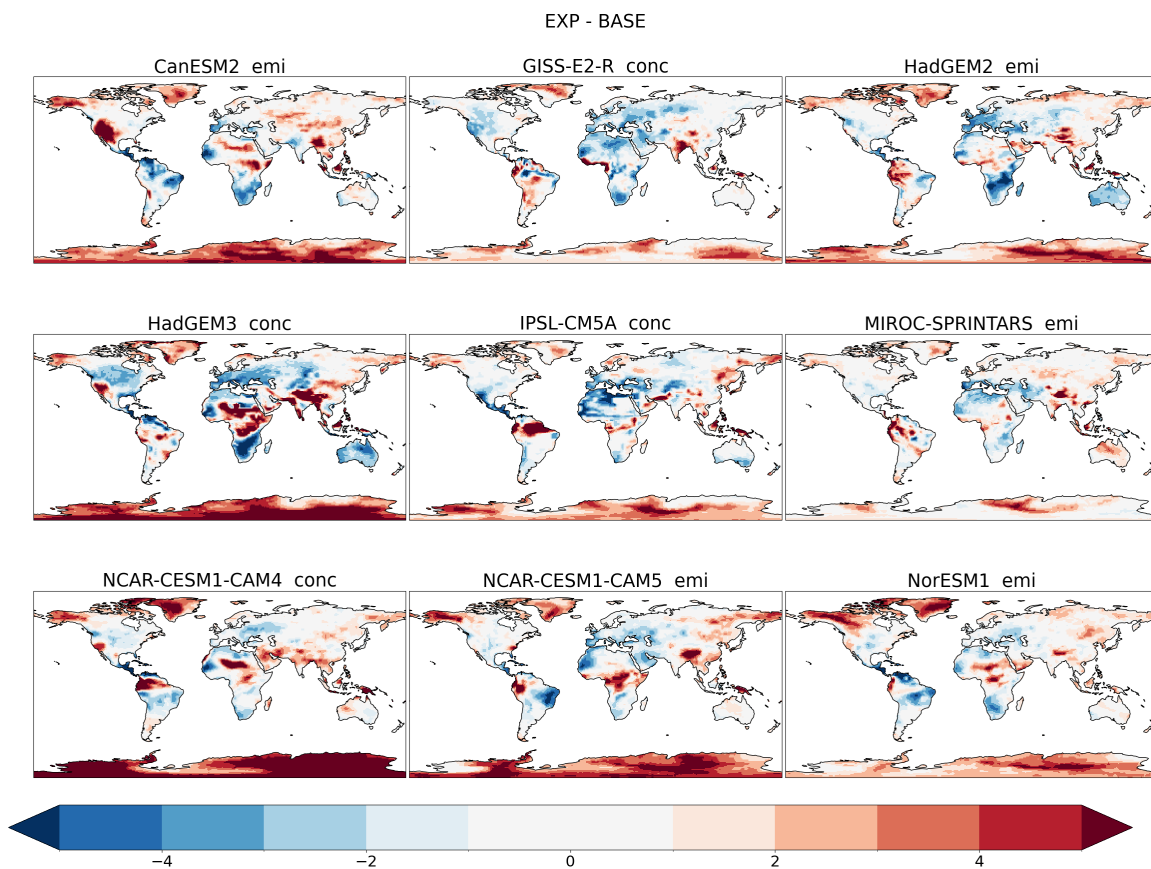 EXP - BASE
CanESM2 emi
GISS-E2-R conc
HadGEM2 emi
HadGEM3 conc
IPSL-CM5A conc
MIROC-SPRINTARS emi
NCAR-CESM1-CAM4 conc
NCAR-CESM1-CAM5 emi
NorESM1 emi
−4 −2 0 2 4